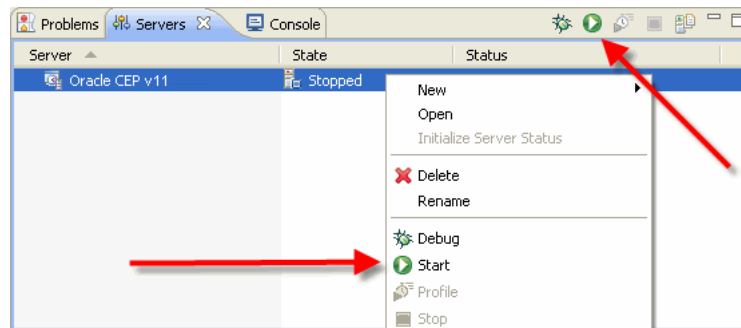 Problems Servers Console
Server State Status
Oracle CEP v11 Stopped
New
Open
Initialize Server Status
Delete
Rename
Debug
Start
Profile
Stop